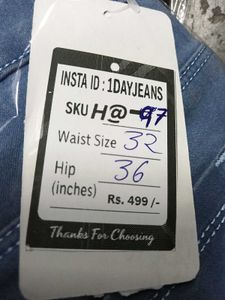 INSTA ID : 1DAYJEANS
SKU H@-97
Waist Size 32
Hip 36
(inches) Rs. 499 /-
Thanks For Choosing